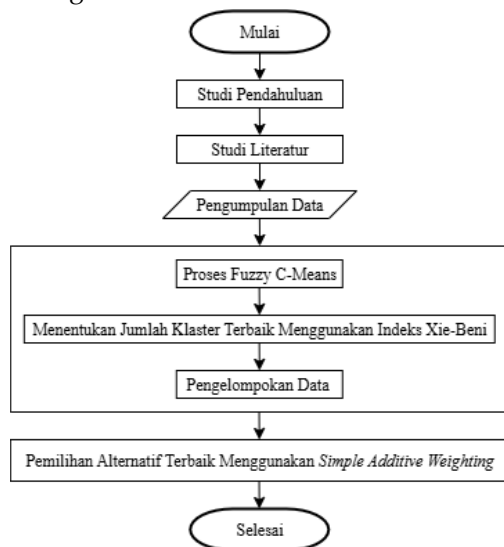 Mulai
Studi Pendahuluan
Studi Literatur
Pengumpulan Data
Proses Fuzzy C-Means
Menentukan Jumlah Klaster Terbaik Menggunakan Indeks Xie-Beni
Pengelompokan Data
Pemilihan Alternatif Terbaik Menggunakan Simple Additive Weighting
Selesai